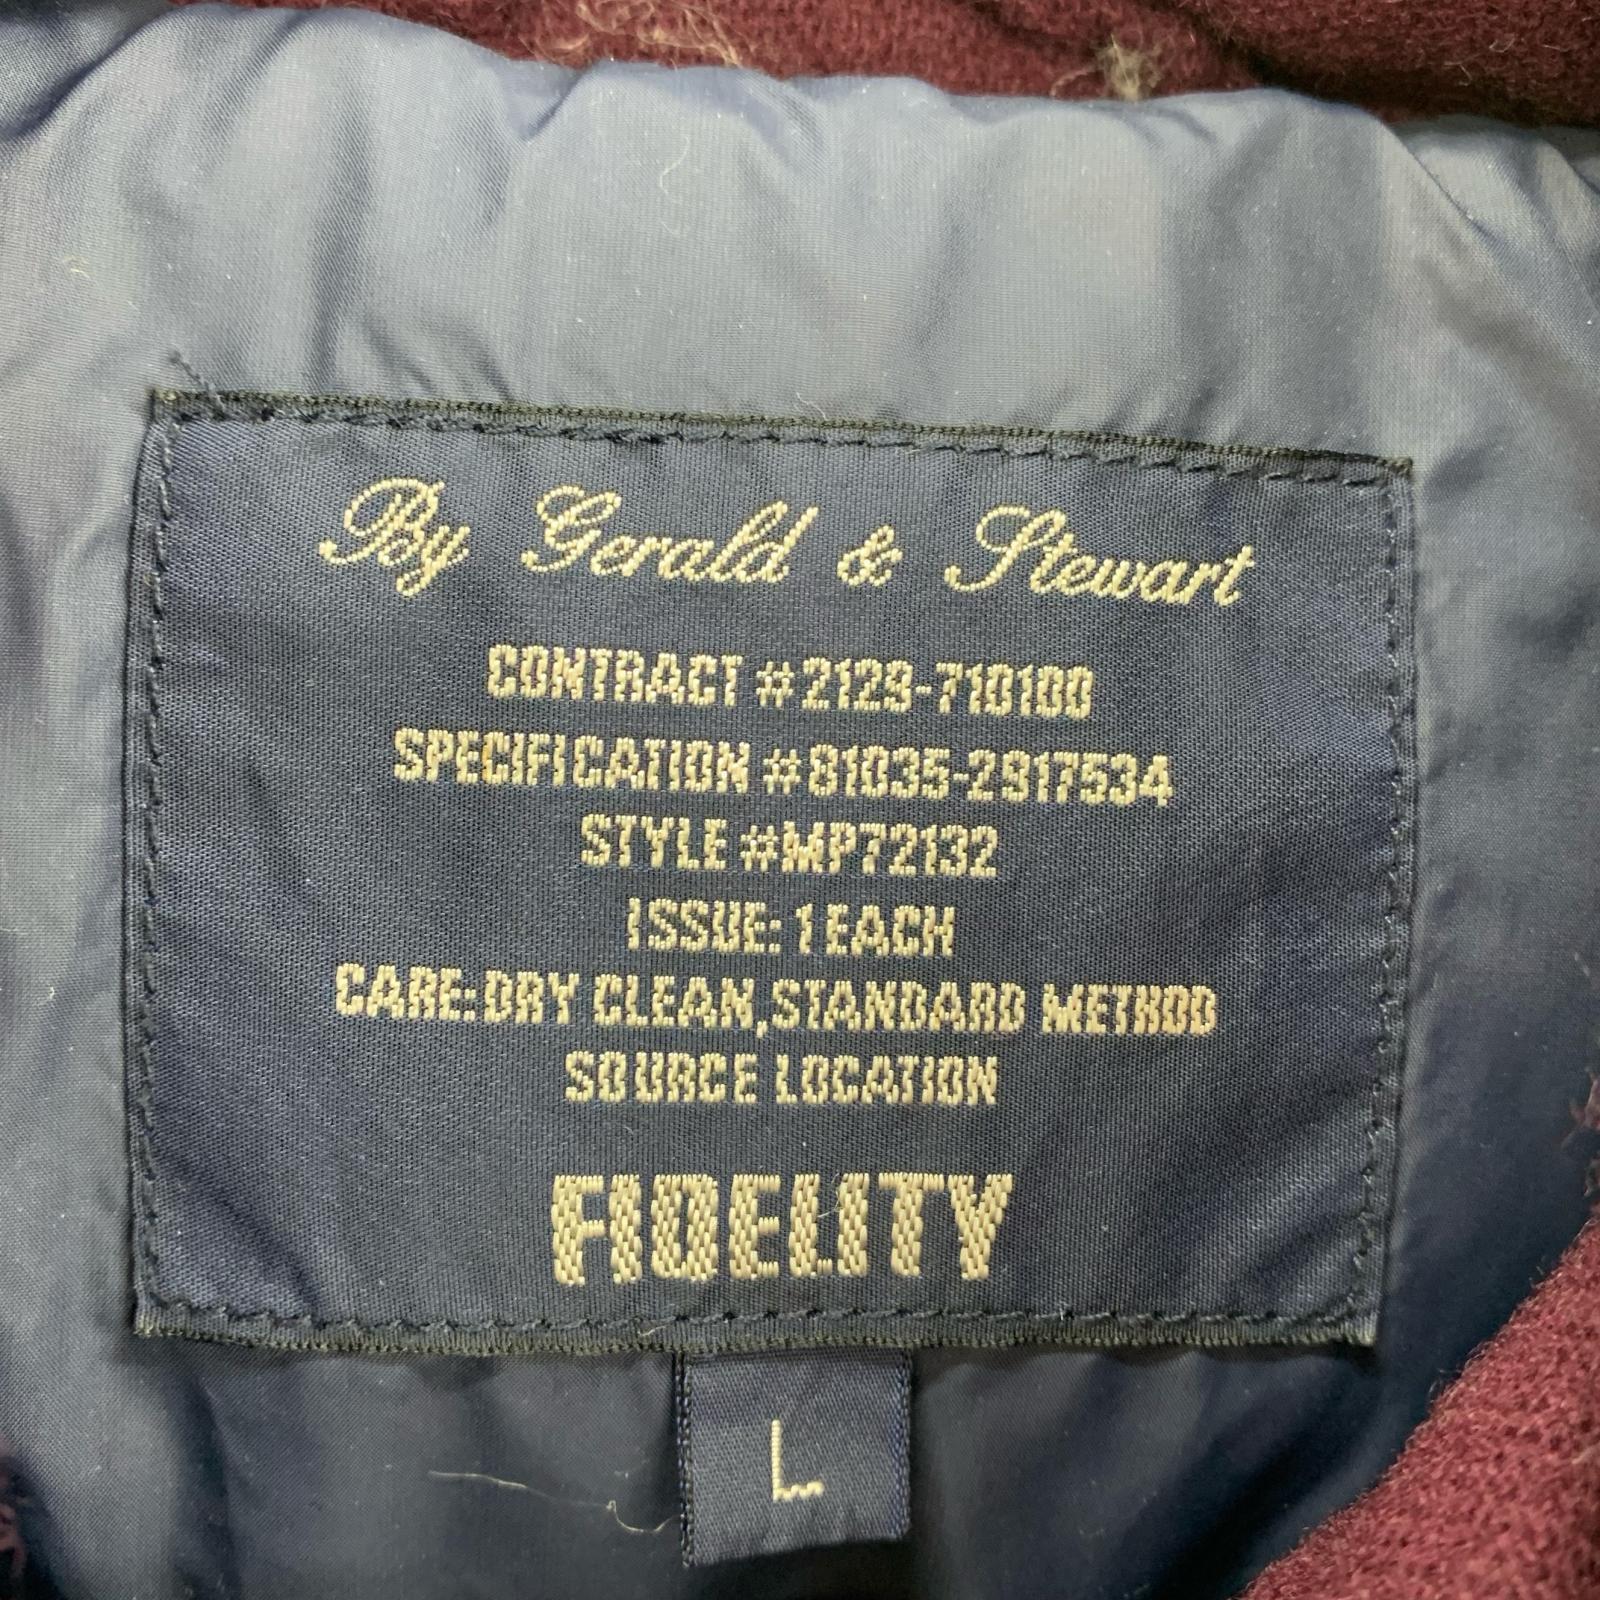 By Gerald & Stewart
CONTRACT #2129-710100
SPECIFICATION #81035-2917534
STYLE #MP72132
ISSUE: 1 EACH
CARE: DRY CLEAN, STANDARD METHOD
SOURCE LOCATION
FIDELITY
L